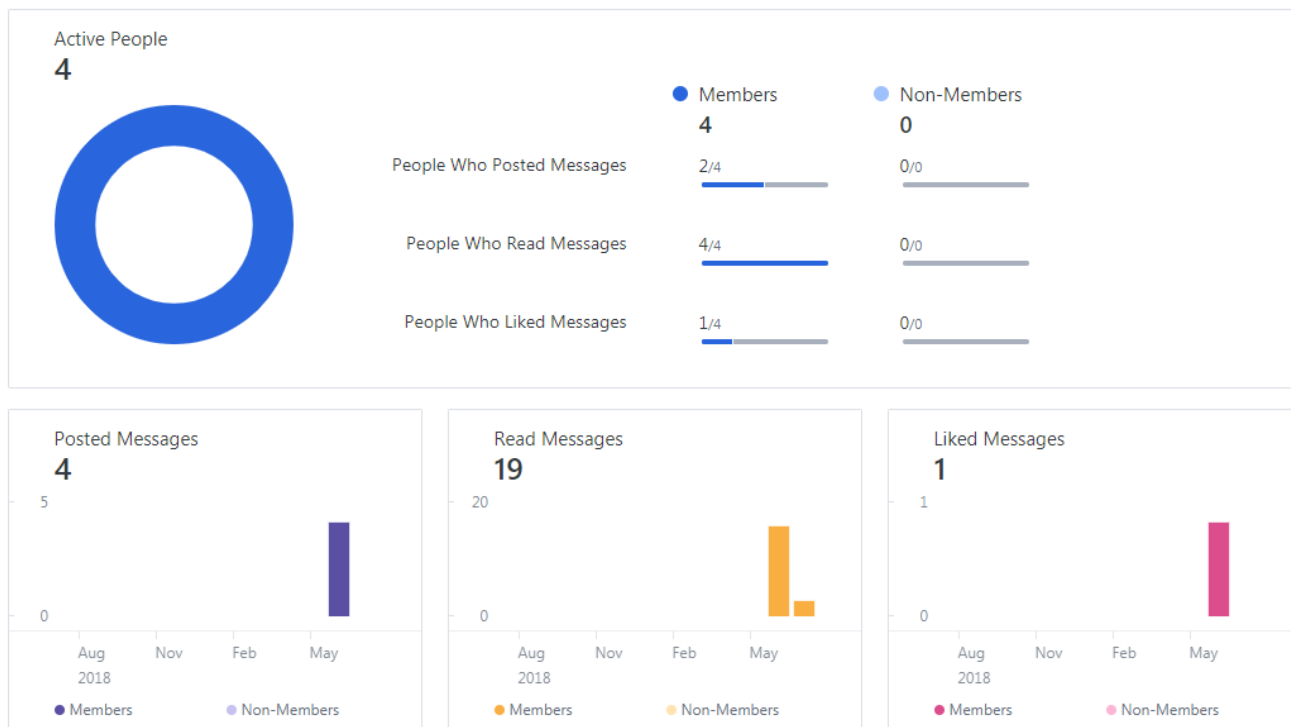 Active People
4
Members
Non-Members
4
0
People Who Posted Messages
2/4
0/0
People Who Read Messages
4/4
0/0
People Who Liked Messages
1/4
0/0
Posted Messages
4
5
0
Aug
Nov
Feb
May
2018
Members
Non-Members
Read Messages
19
20
0
Aug
Nov
Feb
May
2018
Members
Non-Members
Liked Messages
1
1
0
Aug
Nov
Feb
May
2018
Members
Non-Members